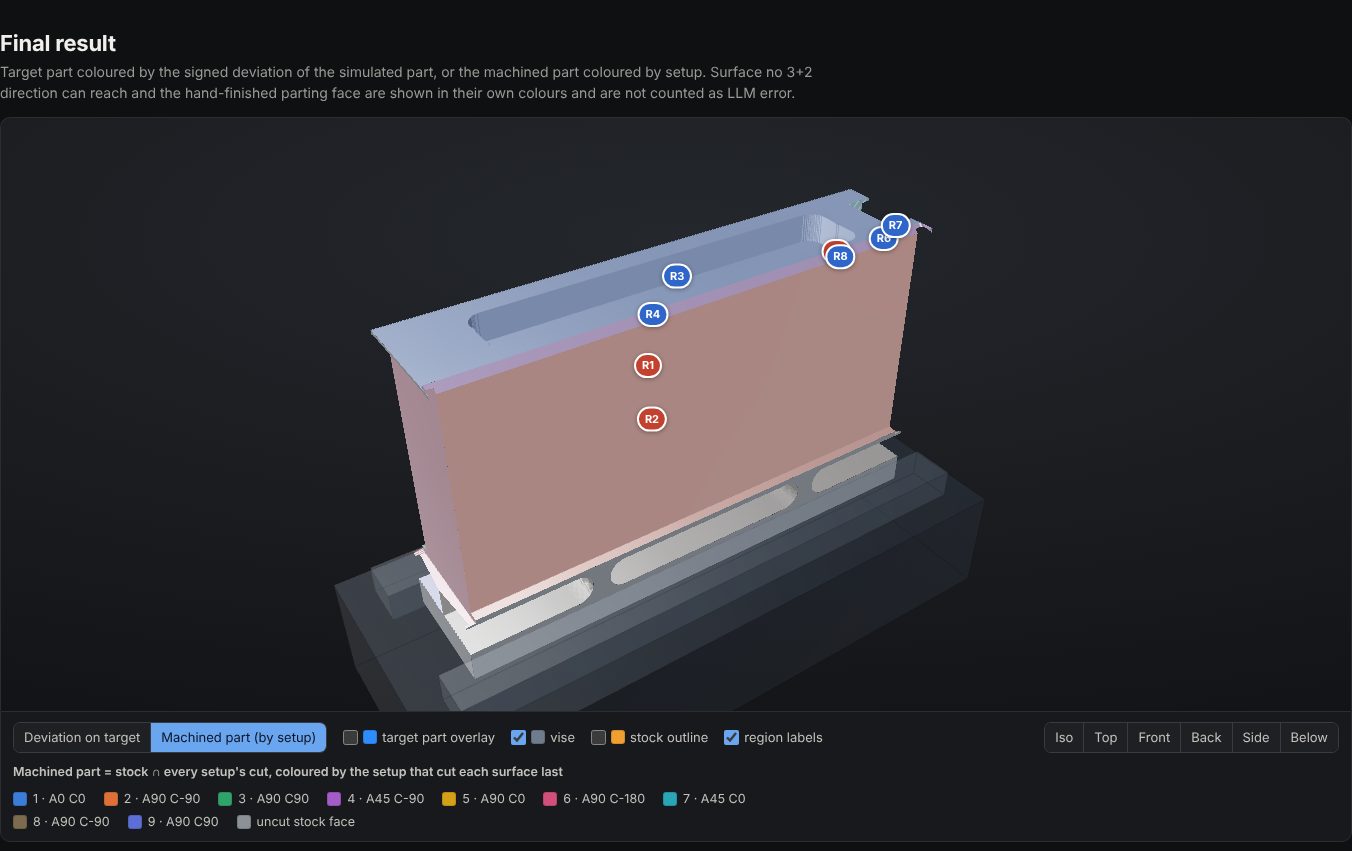 Final result
Target part coloured by the signed deviation of the simulated part, or the machined part coloured by setup. Surface no 3+2
direction can reach and the hand-finished parting face are shown in their own colours and are not counted as LLM error.
R7
R8
R3
R4
R1
R2
Deviation on target
Machined part (by setup)
target part overlay
vise
stock outline
region labels
Iso
Top
Front
Back
Side
Below
Machined part = stock ∩ every setup's cut, coloured by the setup that cut each surface last
1 · A0 C0
2 · A90 C-90
3 · A90 C90
4 · A45 C-90
5 · A90 C0
6 · A90 C-180
7 · A45 C0
8 · A90 C-90
9 · A90 C90
uncut stock face